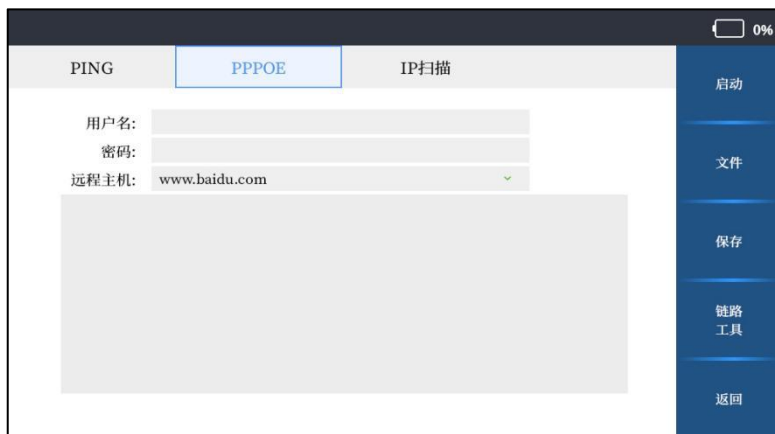 0%
PING PPPOE IP扫描
启动
用户名:
密码:
远程主机: www.baidu.com
文件
保存
链路
工具
返回